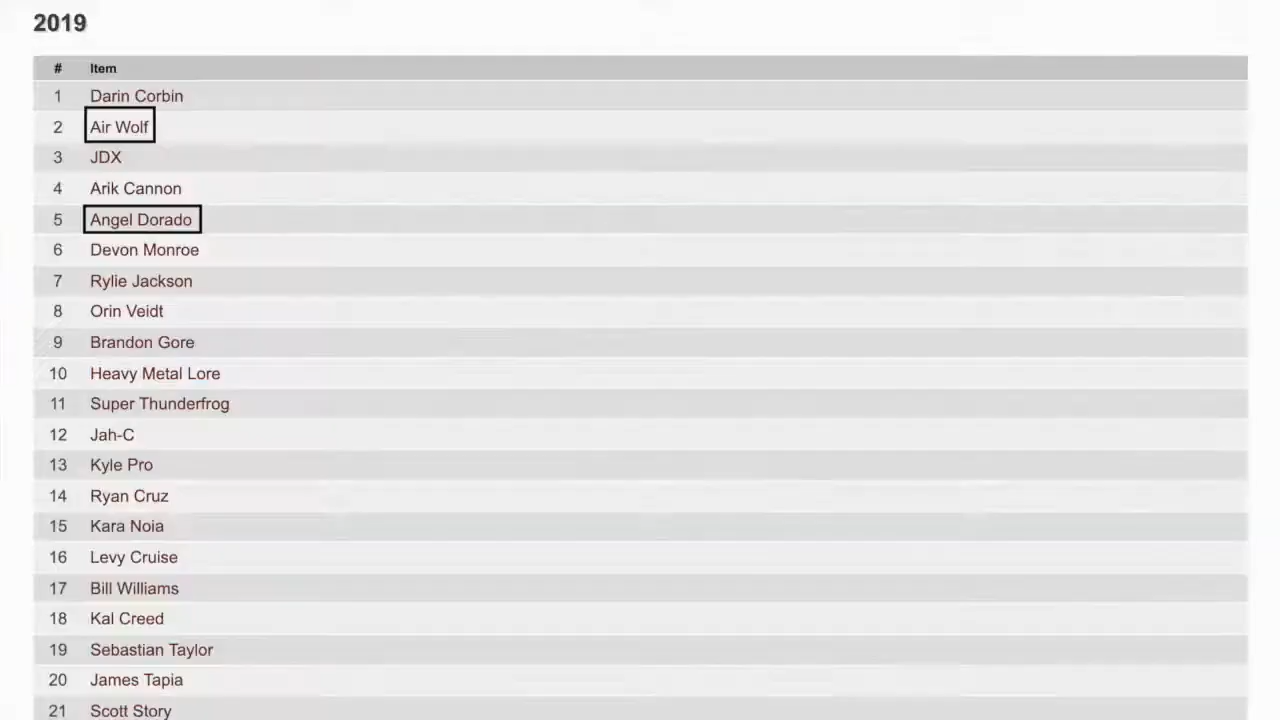 2019
# Item
1 Darin Corbin
2 Air Wolf
3 JDX
4 Arik Cannon
5 Angel Dorado
6 Devon Monroe
7 Rylie Jackson
8 Orin Veidt
9 Brandon Gore
10 Heavy Metal Lore
11 Super Thunderfrog
12 Jah-C
13 Kyle Pro
14 Ryan Cruz
15 Kara Noia
16 Levy Cruise
17 Bill Williams
18 Kal Creed
19 Sebastian Taylor
20 James Tapia
21 Scott Story